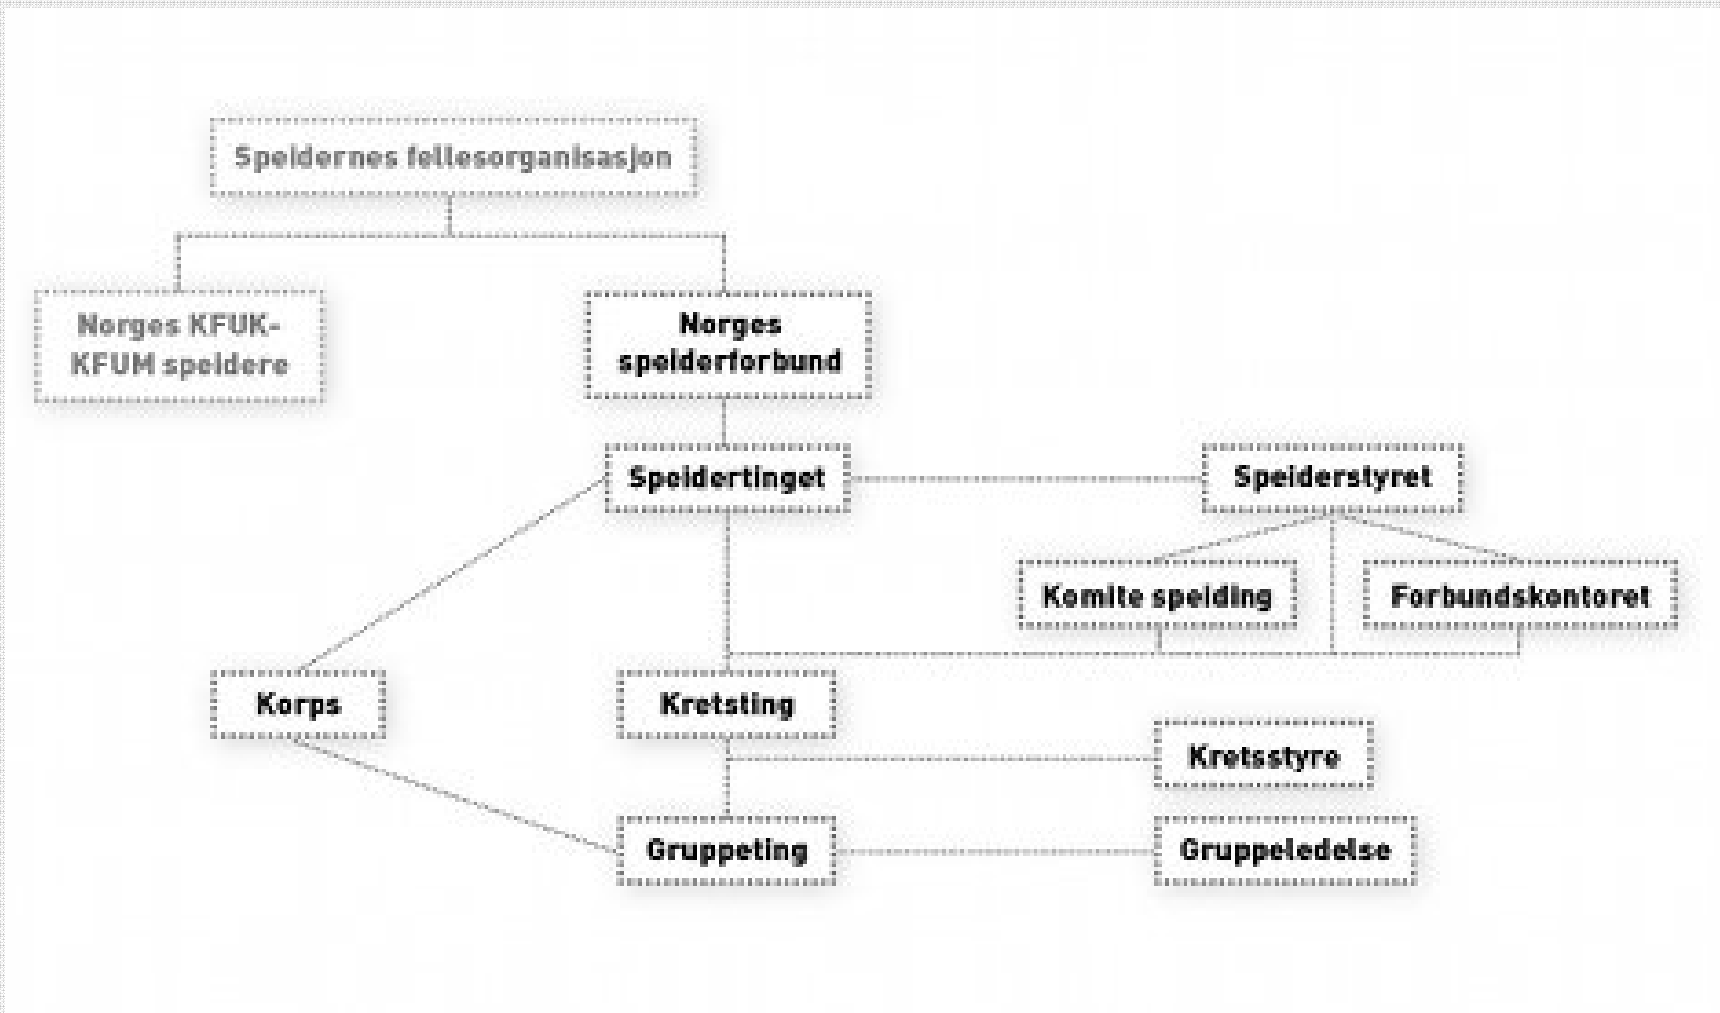 Speidernes fellesorganisasjon
Norges KFUK-
KFUM speidere
Norges
speiderforbund
Speidertinget
Speiderstyret
Komite speiding
Forbundskontoret
Korps
Kretsting
Kretsstyre
Gruppeting
Gruppeledelse